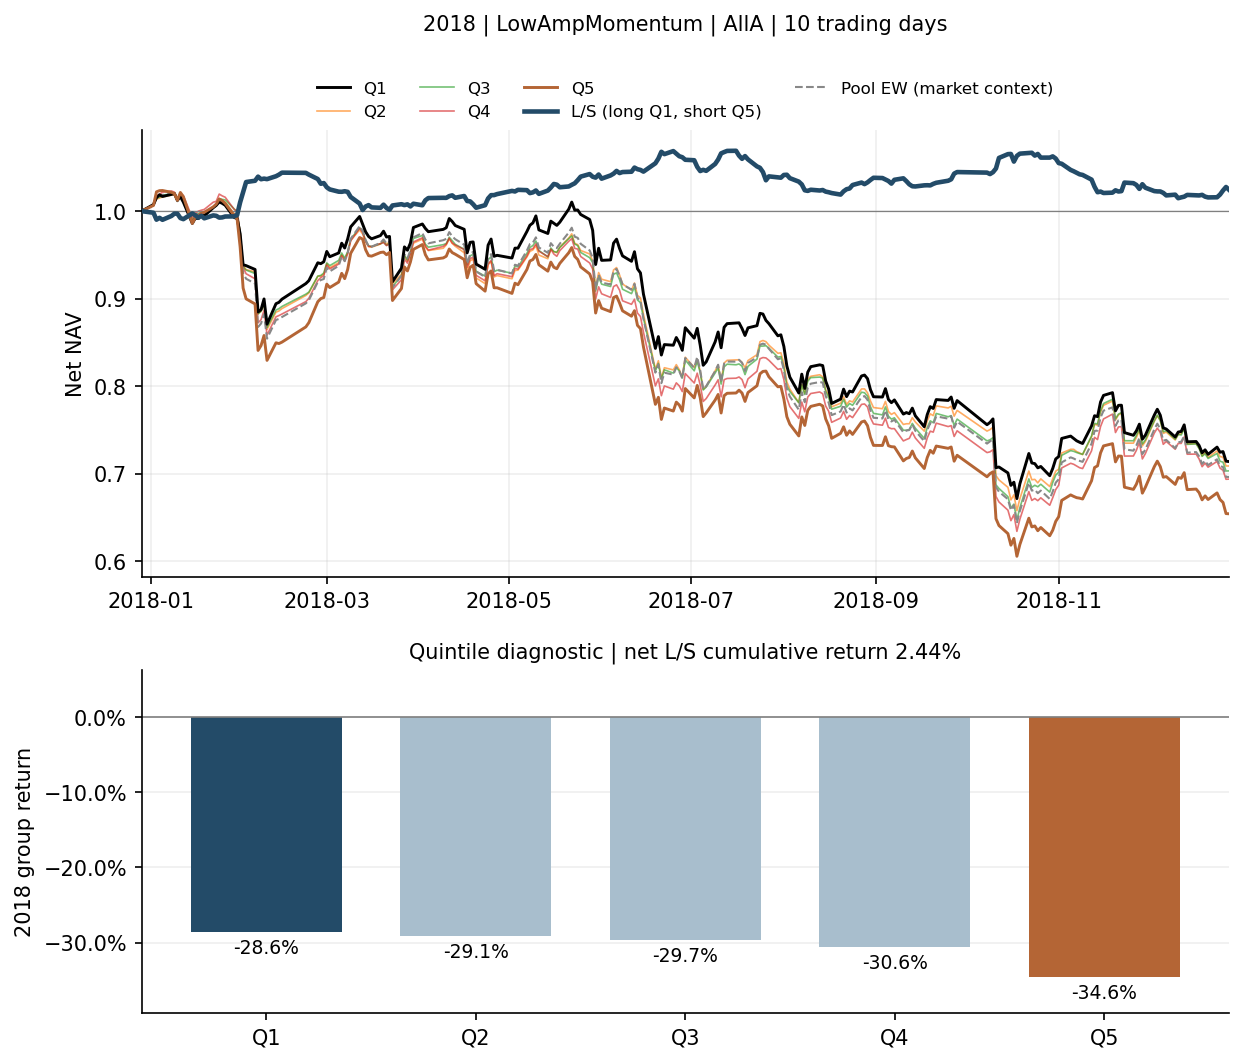 2018 | LowAmpMomentum | AllA | 10 trading days
Q1 Q3 Q5 Pool EW (market context)
Q2 Q4 L/S (long Q1, short Q5)
Net NAV
1.0
0.9
0.8
0.7
0.6
2018-01 2018-03 2018-05 2018-07 2018-09 2018-11
Quintile diagnostic | net L/S cumulative return 2.44%
2018 group return
0.0%
−10.0%
−20.0%
−30.0%
-28.6% -29.1% -29.7% -30.6% -34.6%
Q1 Q2 Q3 Q4 Q5